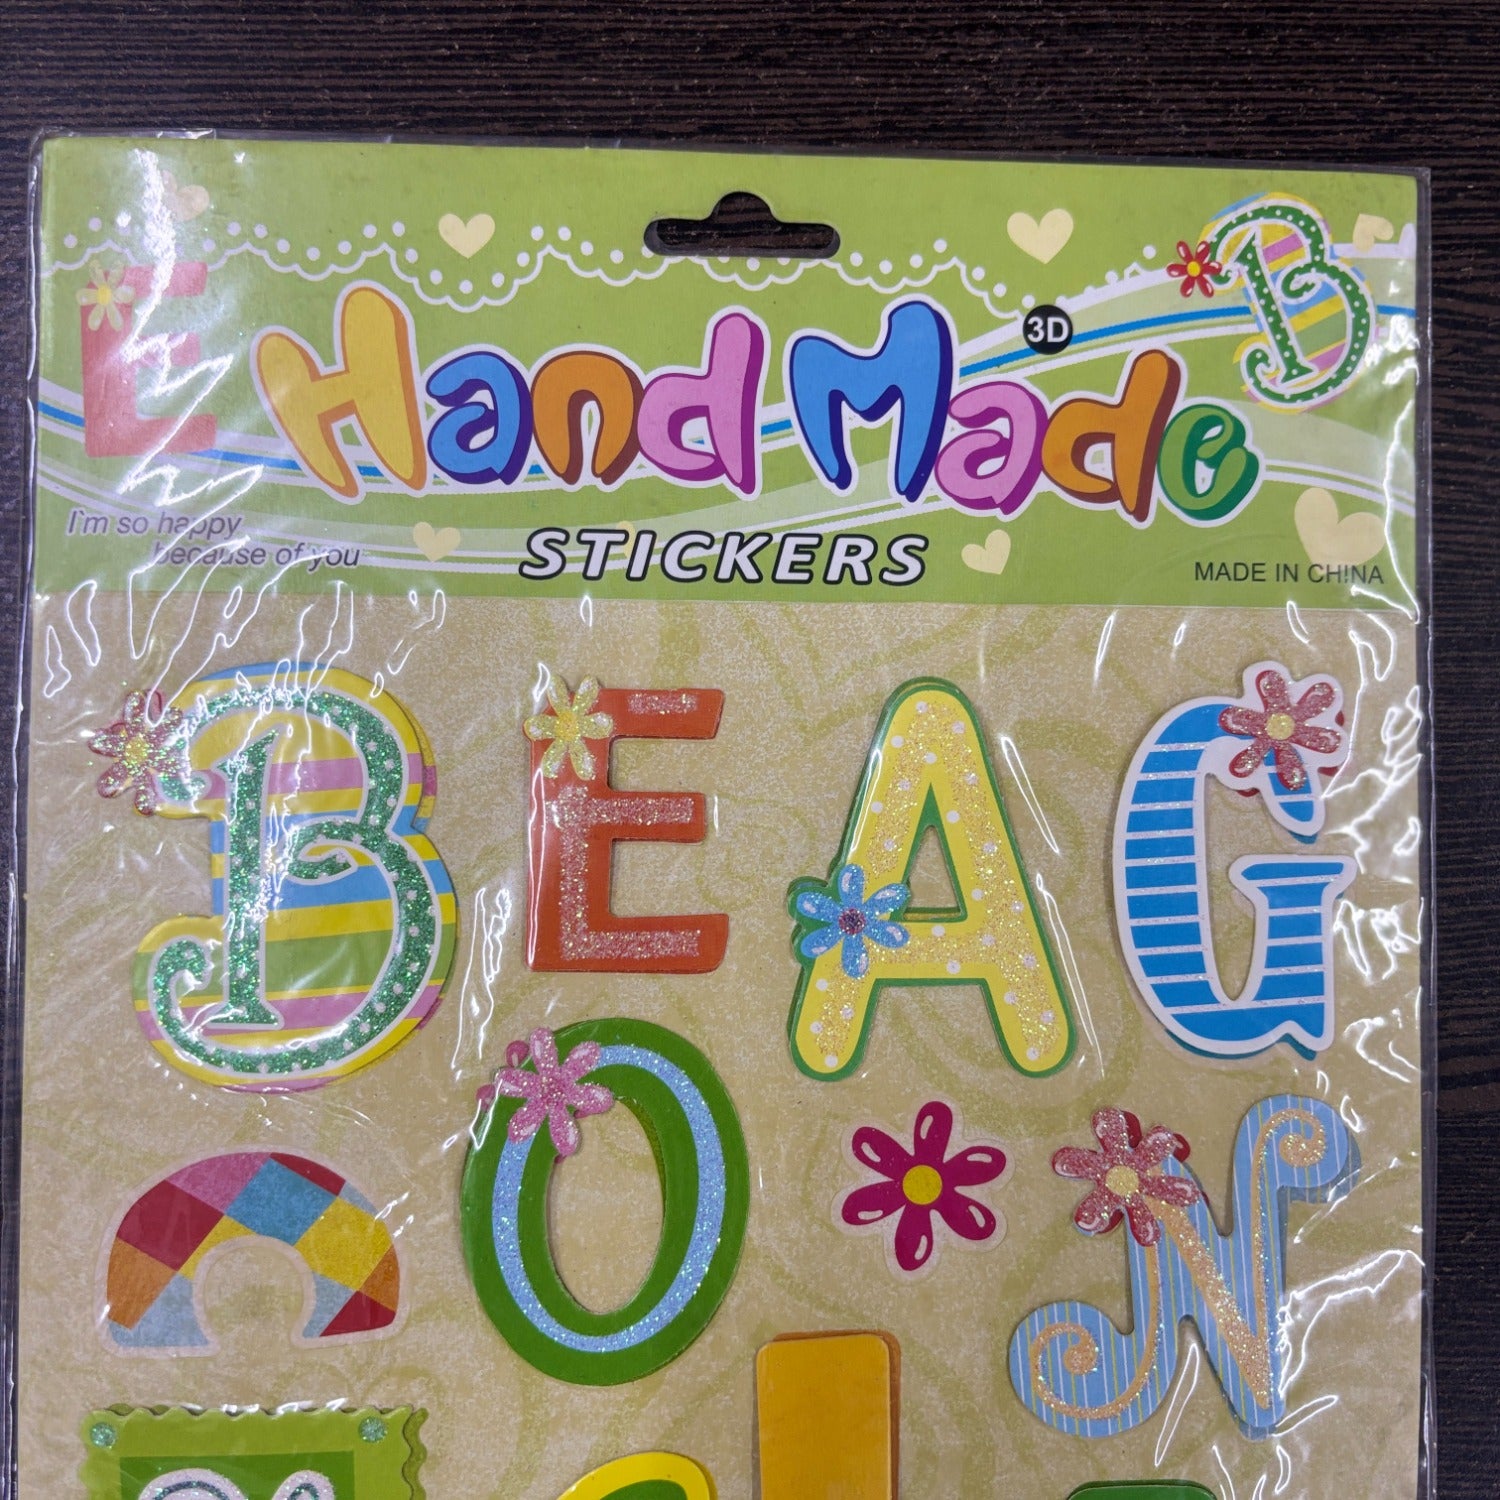 E
B
3D
Hand Made
I'm so happy
because of you
STICKERS
MADE IN CHINA
B E A G
O N